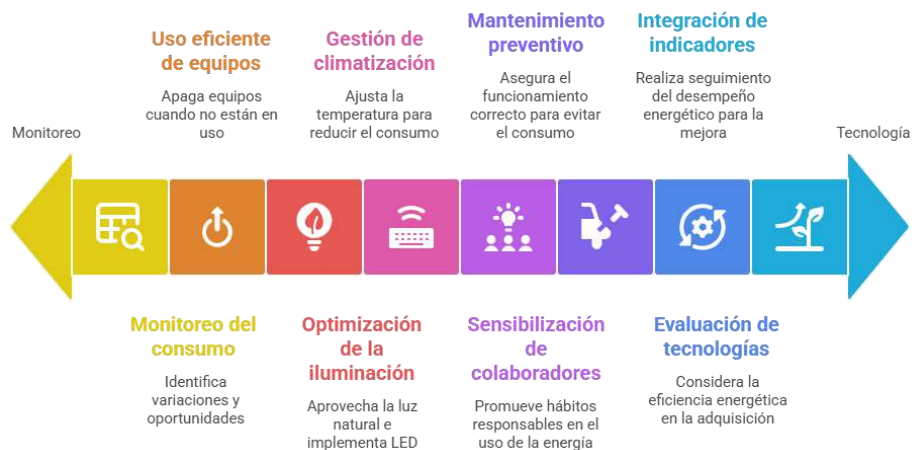 Uso eficiente
de equipos
Apaga equipos
cuando no están en
uso
Gestión de
climatización
Ajusta la
temperatura para
reducir el consumo
Mantenimiento
preventivo
Asegura el
funcionamiento
correcto para evitar
el consumo
Integración de
indicadores
Realiza seguimiento
del desempeño
energético para la
mejora
Monitoreo
Tecnología
Monitoreo del
consumo
Identifica
variaciones y
oportunidades
Optimización
de la
iluminación
Aprovecha la luz
natural e
implementa LED
Sensibilización
de
colaboradores
Promueve hábitos
responsables en el
uso de la energía
Evaluación de
tecnologías
Considera la
eficiencia energética
en la adquisición